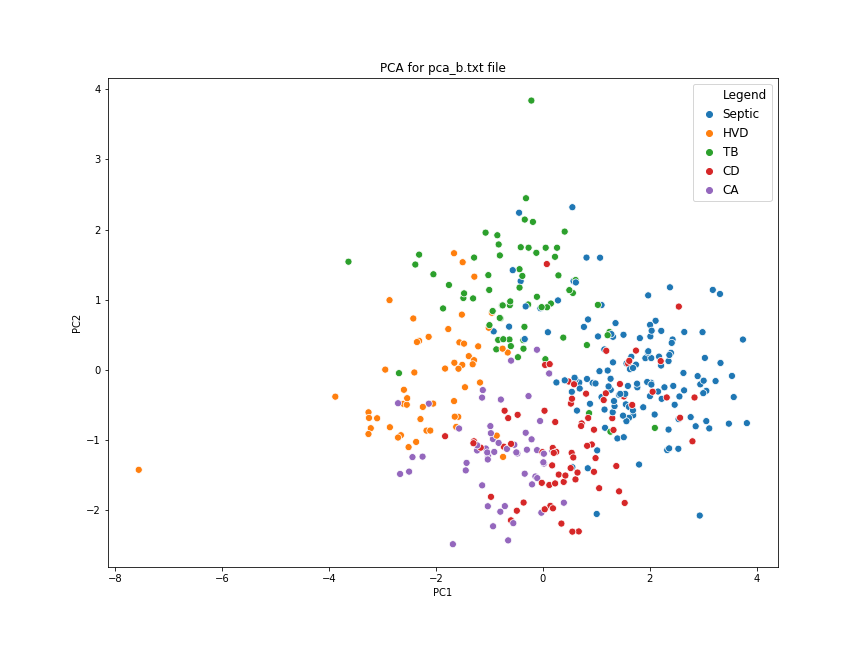 PCA for pca_b.txt file
Legend
Septic
HVD
TB
CD
CA
4
3
2
1
0
−1
−2
PC2
−8 −6 −4 −2 0 2 4
PC1